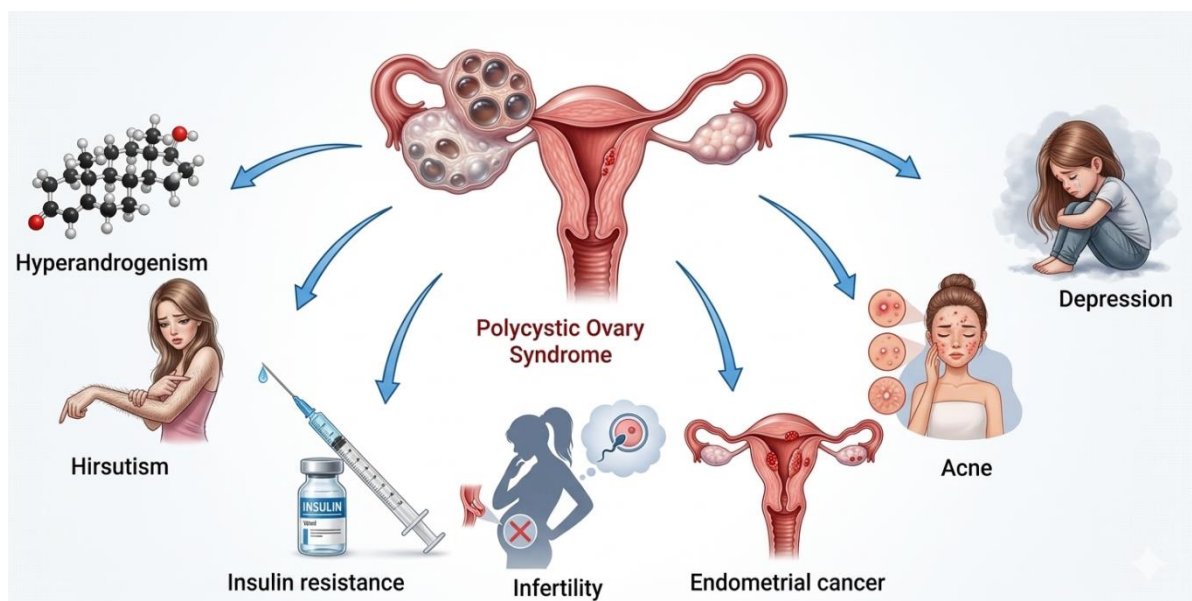 Polycystic Ovary
Syndrome
Hyperandrogenism
Hirsutism
INSULIN
Insulin resistance
Infertility
Endometrial cancer
Acne
Depression